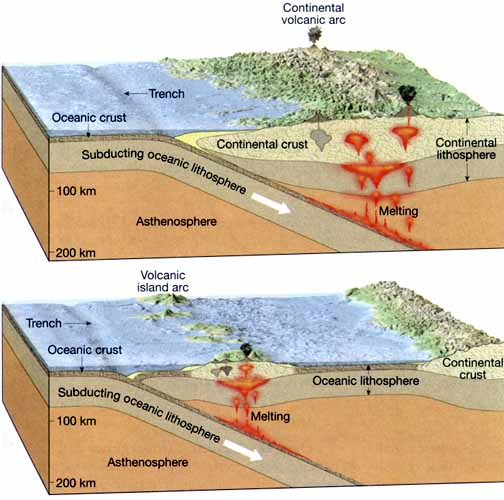 Continental
volcanic arc
Trench
Oceanic crust
Continental crust
Continental
lithosphere
Subducting oceanic lithosphere
100 km
Melting
Asthenosphere
200 km
Volcanic
island arc
Trench
Oceanic crust
Continental
crust
Oceanic lithosphere
Subducting oceanic lithosphere
100 km
Melting
Asthenosphere
200 km